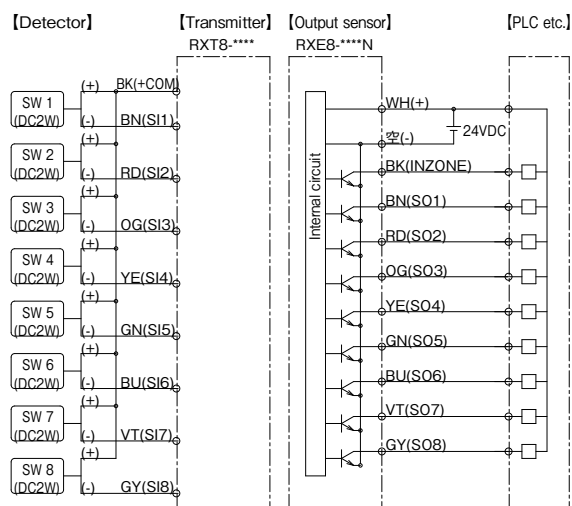 【Detector】 【Transmitter】 【Output sensor】 【PLC etc.】
RXT8-**** RXE8-****N
(+) BK(+COM)
SW 1
(DC2W) (-) BN(SI1)
SW 2
(DC2W) (+)
(-) RD(SI2)
SW 3
(DC2W) (+)
(-) OG(SI3)
SW 4
(DC2W) (+)
(-) YE(SI4)
SW 5
(DC2W) (+)
(-) GN(SI5)
SW 6
(DC2W) (+)
(-) BU(SI6)
SW 7
(DC2W) (+)
(-) VT(SI7)
SW 8
(DC2W) (+)
(-) GY(SI8)
Internal circuit
WH(+)
24VDC
空(-)
BK(INZONE)
BN(SO1)
RD(SO2)
OG(SO3)
YE(SO4)
GN(SO5)
BU(SO6)
VT(SO7)
GY(SO8)